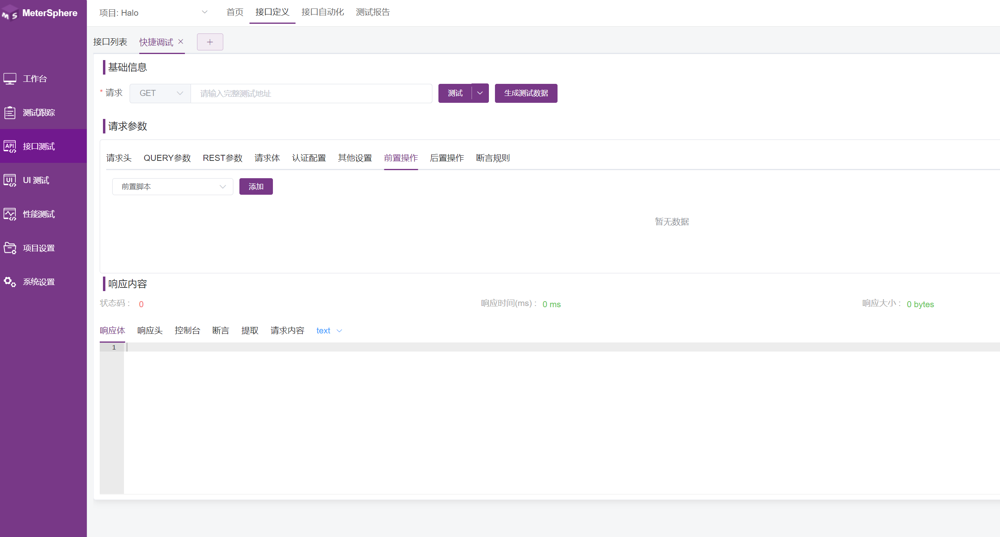 MeterSphere
项目: Halo
首页 接口定义 接口自动化 测试报告
接口列表 快捷调试
工作台
测试跟踪
API 接口测试
UI UI 测试
性能测试
项目设置
系统设置
基础信息
* 请求 GET 请输入完整测试地址 测试 生成测试数据
请求参数
请求头 QUERY参数 REST参数 请求体 认证配置 其他设置 前置操作 后置操作 断言规则
前置脚本 添加
暂无数据
响应内容
状态码 : 0 响应时间(ms) : 0 ms 响应大小 : 0 bytes
响应体 响应头 控制台 断言 提取 请求内容 text
1